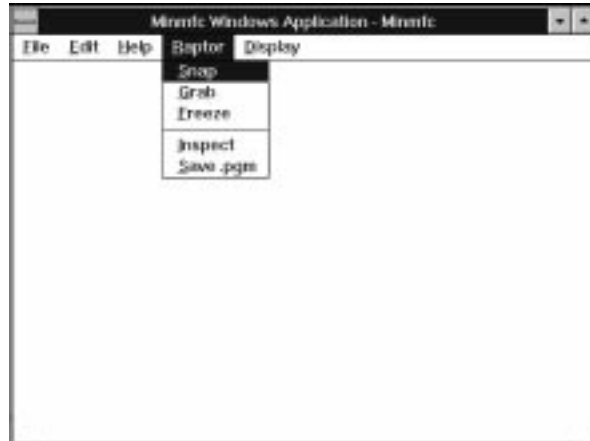 Minmfc Windows Application - Minmfc
File Edit Help Raptor Display
Snap
Grab
Freeze
Inspect
Save .pgm